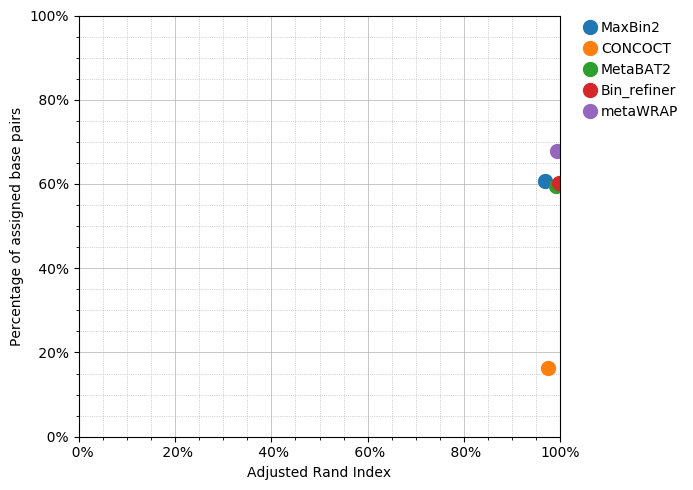 100%
80%
60%
40%
20%
0%
Percentage of assigned base pairs
0%
20%
40%
60%
80%
100%
Adjusted Rand Index
MaxBin2
CONCOCT
MetaBAT2
Bin_refiner
metaWRAP